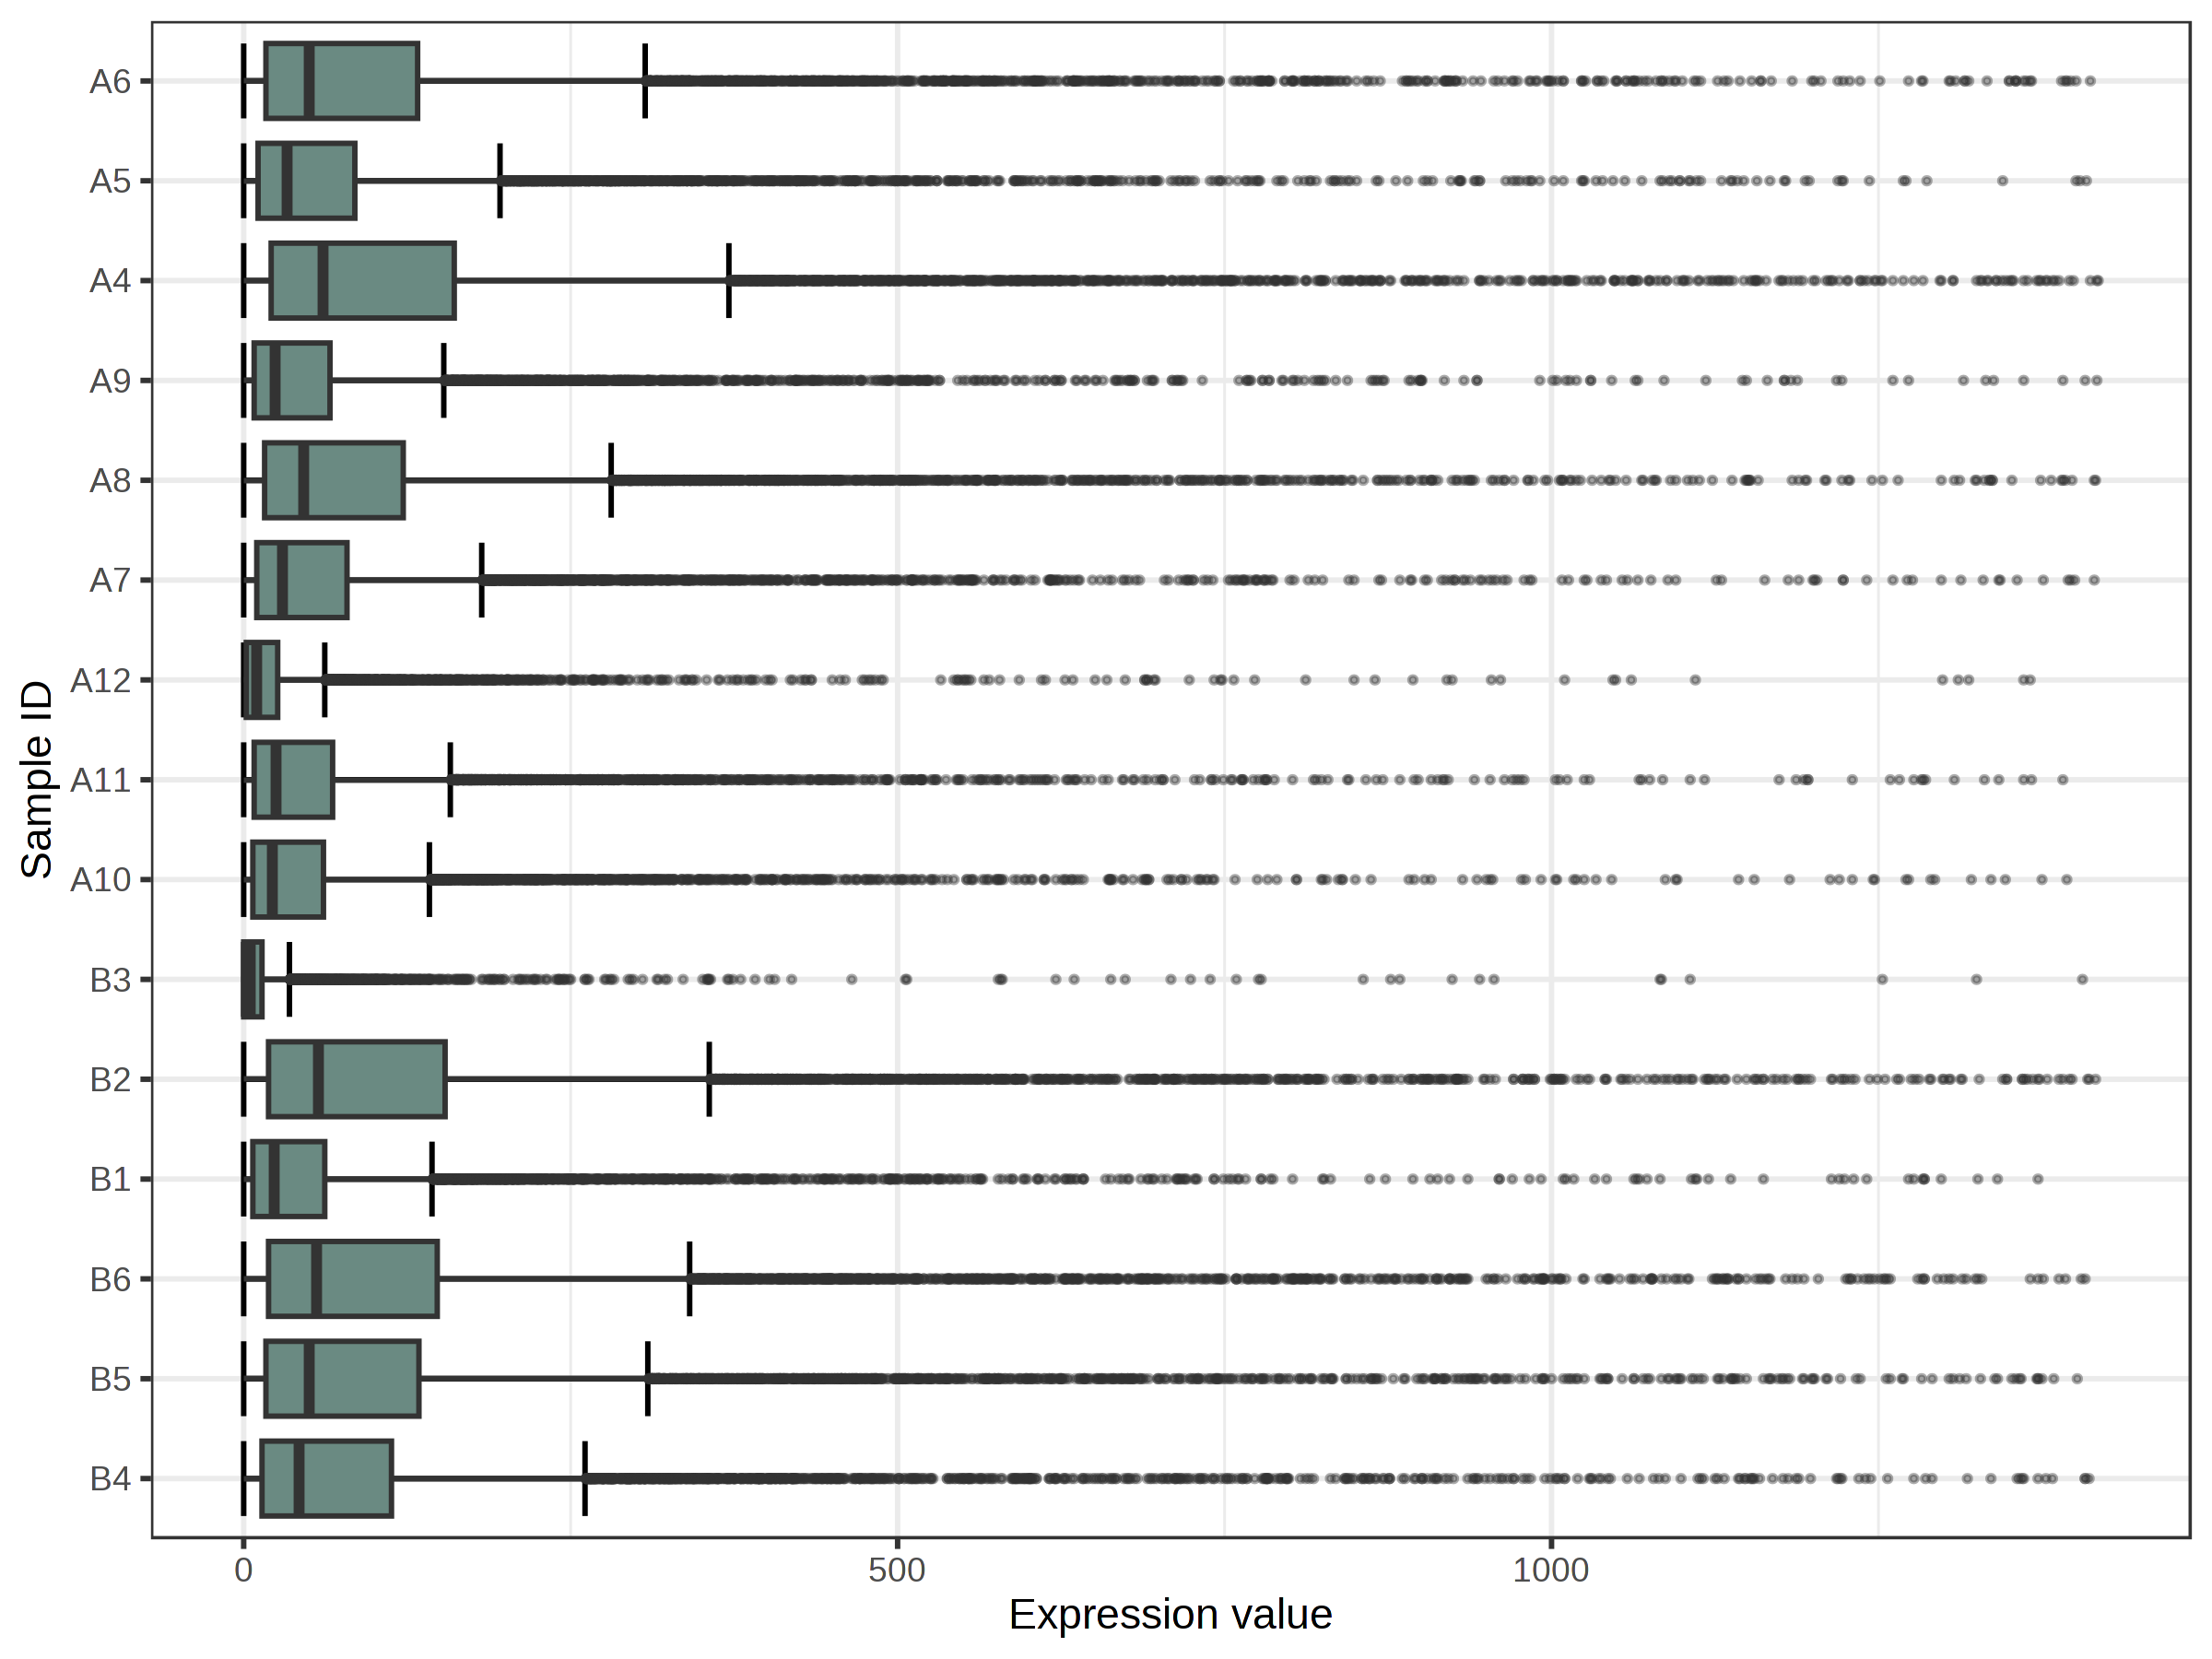 A6
A5
A4
A9
A8
A7
A12
A11
A10
B3
B2
B1
B6
B5
B4
Sample ID
0 500 1000
Expression value